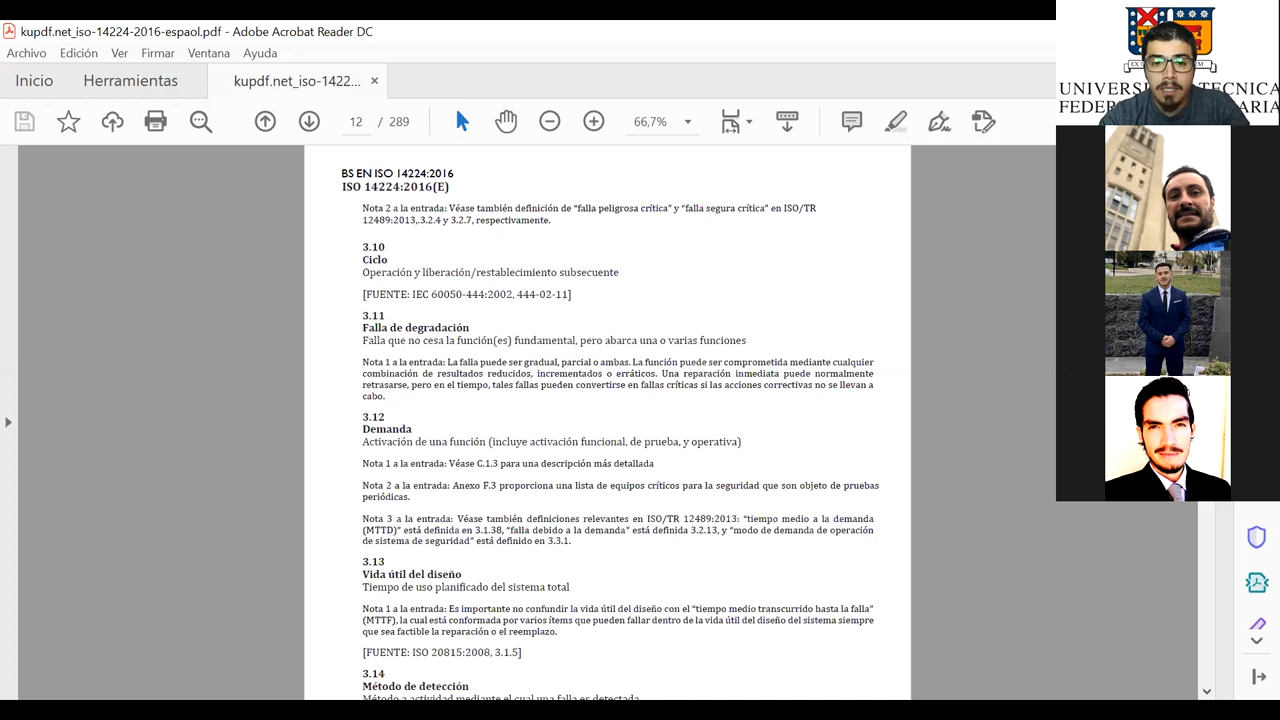 kupdf.net_iso-14224-2016-espaol.pdf - Adobe Acrobat Reader DC
Archivo Edición Ver Firmar Ventana Ayuda
Inicio Herramientas kupdf.net_iso-1422...
12 / 289 66,7%
BS EN ISO 14224:2016
ISO 14224:2016(E)
Nota 2 a la entrada: Véase también definición de “falla peligrosa crítica” y “falla segura crítica” en ISO/TR
12489:2013,.3.2.4 y 3.2.7, respectivamente.
3.10
Ciclo
Operación y liberación/restablecimiento subsecuente
[FUENTE: IEC 60050-444:2002, 444-02-11]
3.11
Falla de degradación
Falla que no cesa la función(es) fundamental, pero abarca una o varias funciones
Nota 1 a la entrada: La falla puede ser gradual, parcial o ambas. La función puede ser comprometida mediante cualquier
combinación de resultados reducidos, incrementados o erráticos. Una reparación inmediata puede normalmente
retrasarse, pero en el tiempo, tales fallas pueden convertirse en fallas críticas si las acciones correctivas no se llevan a
cabo.
3.12
Demanda
Activación de una función (incluye activación funcional, de prueba, y operativa)
Nota 1 a la entrada: Véase C.1.3 para una descripción más detallada
Nota 2 a la entrada: Anexo F.3 proporciona una lista de equipos críticos para la seguridad que son objeto de pruebas
periódicas.
Nota 3 a la entrada: Véase también definiciones relevantes en ISO/TR 12489:2013: “tiempo medio a la demanda
(MTTD)” está definida en 3.1.38, “falla debido a la demanda” está definida 3.2.13, y “modo de demanda de operación
de sistema de seguridad” está definido en 3.3.1.
3.13
Vida útil del diseño
Tiempo de uso planificado del sistema total
Nota 1 a la entrada: Es importante no confundir la vida útil del diseño con el “tiempo medio transcurrido hasta la falla”
(MTTF), la cual está conformada por varios ítems que pueden fallar dentro de la vida útil del diseño del sistema siempre
que sea factible la reparación o el reemplazo.
[FUENTE: ISO 20815:2008, 3.1.5]
3.14
Método de detección
Método o actividad mediante el cual una falla es detectada